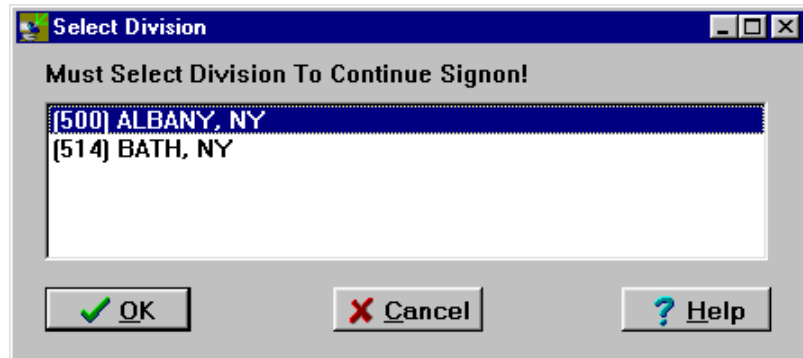 Select Division
Must Select Division To Continue Signon!
(500) ALBANY, NY
(514) BATH, NY
OK
Cancel
? Help